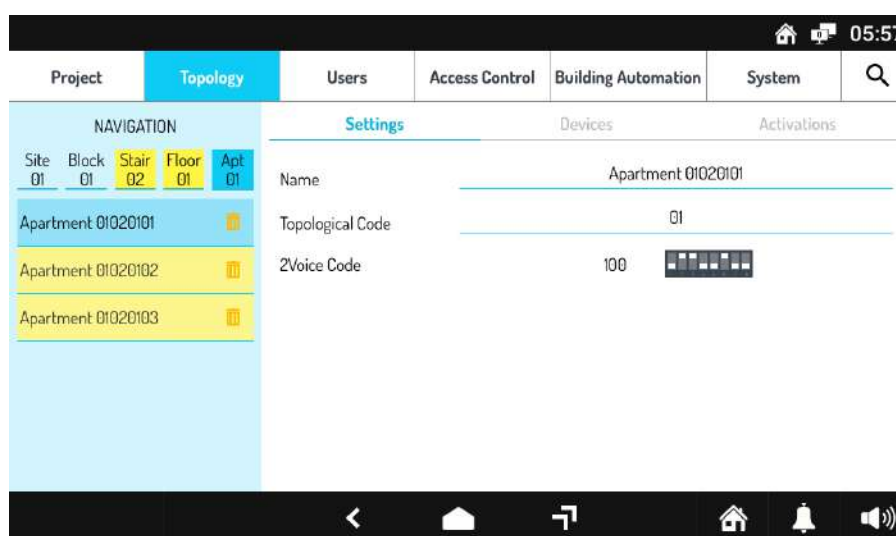 05:57
Project Topology Users Access Control Building Automation System
NAVIGATION Settings Devices Activations
Site Block Stair Floor Apt
01 01 02 01 01
Name Apartment 01020101
Apartment 01020101
Topological Code 01
Apartment 01020102
2Voice Code 100
Apartment 01020103